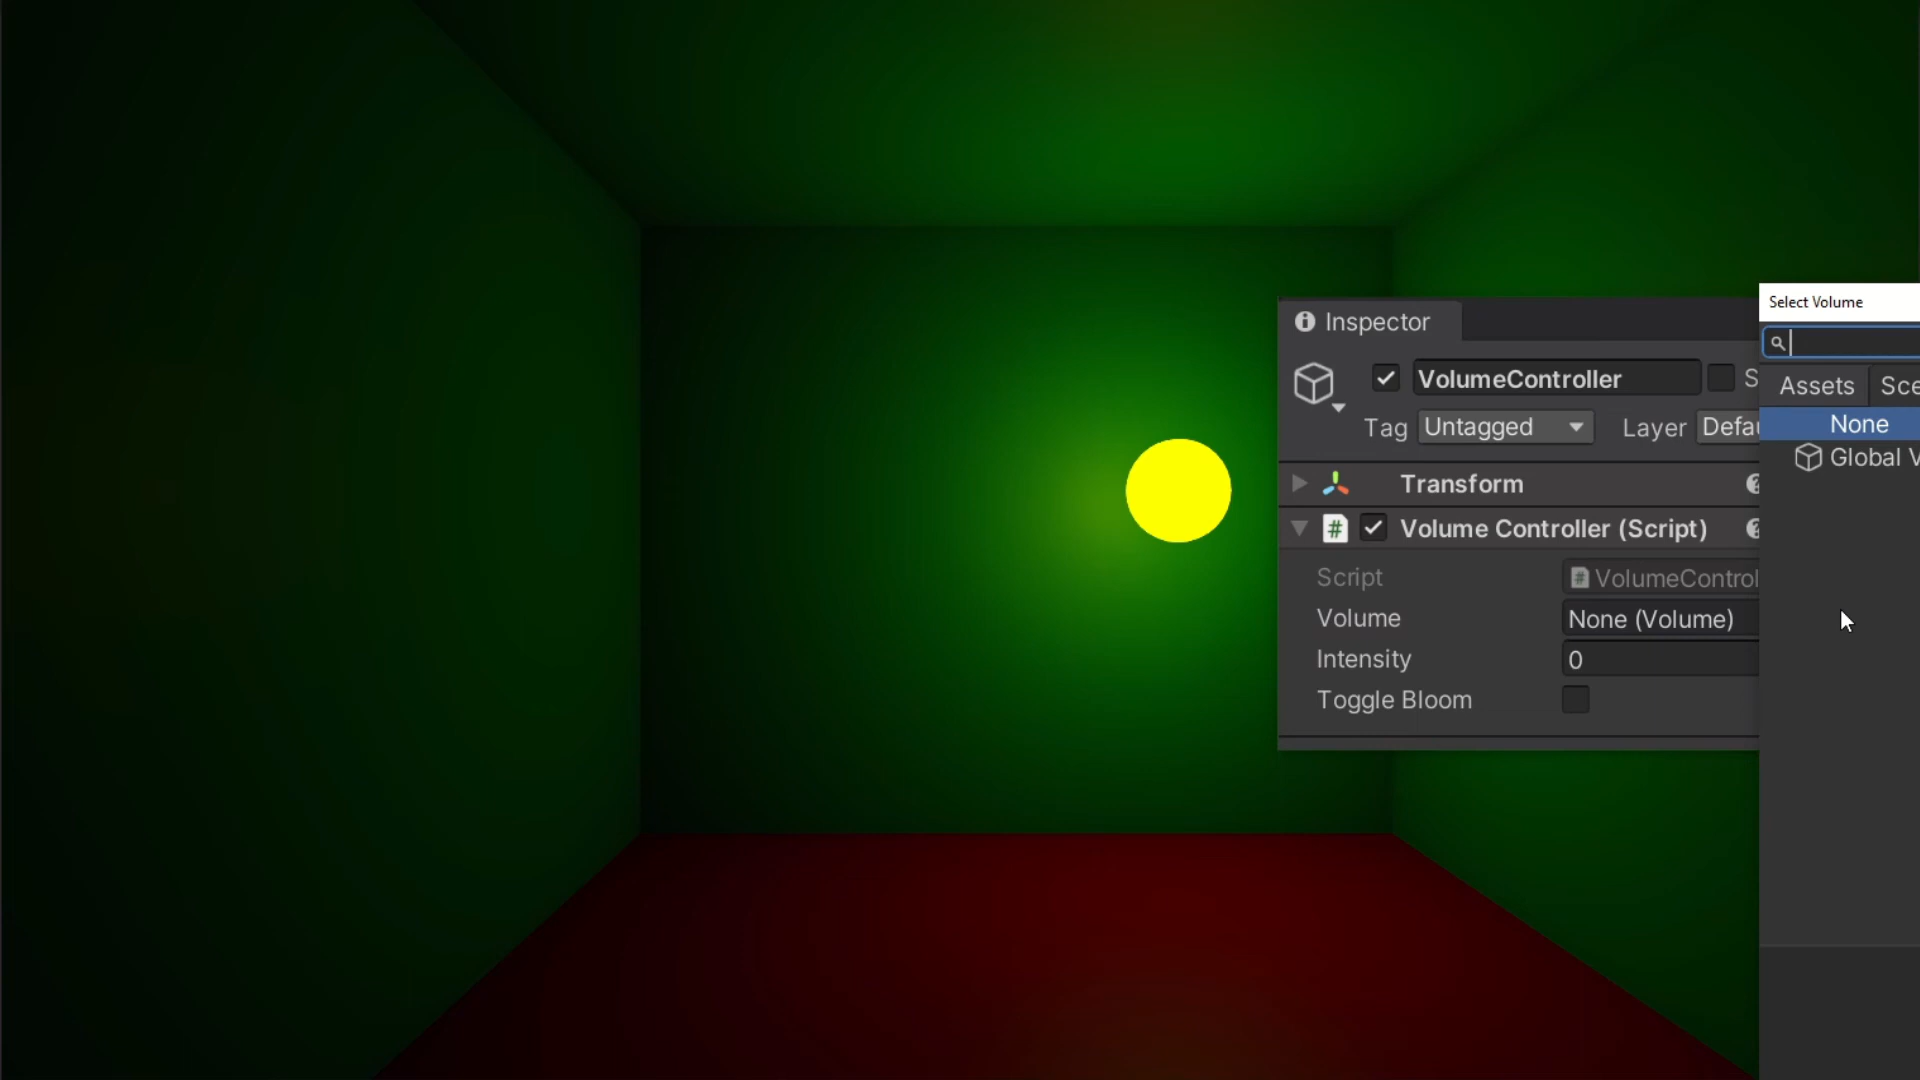 Select Volume
Inspector
VolumeController
Tag Untagged Layer
Assets
None
Global
Transform
# Volume Controller (Script)
Script #
Volume None (Volume)
Intensity 0
Toggle Bloom